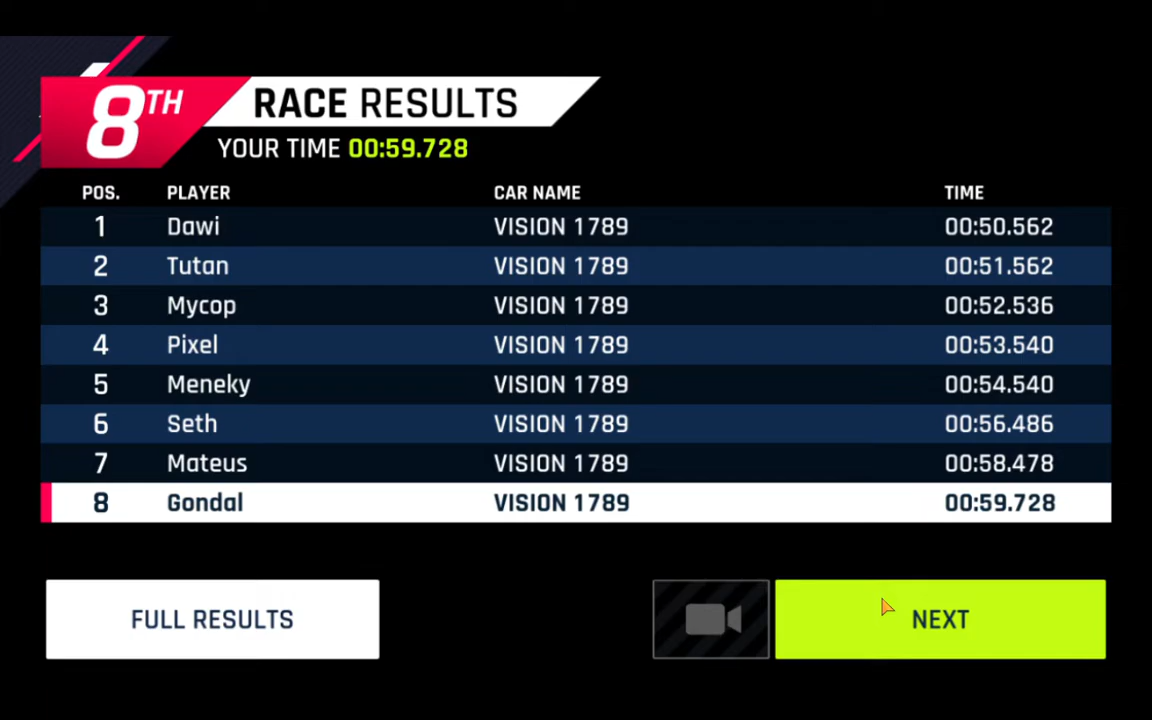 8TH
RACE RESULTS
YOUR TIME 00:59.728
POS. PLAYER CAR NAME TIME
1 Dawi VISION 1789 00:50.562
2 Tutan VISION 1789 00:51.562
3 Mycop VISION 1789 00:52.536
4 Pixel VISION 1789 00:53.540
5 Meneky VISION 1789 00:54.540
6 Seth VISION 1789 00:56.486
7 Mateus VISION 1789 00:58.478
8 Gondal VISION 1789 00:59.728
FULL RESULTS NEXT